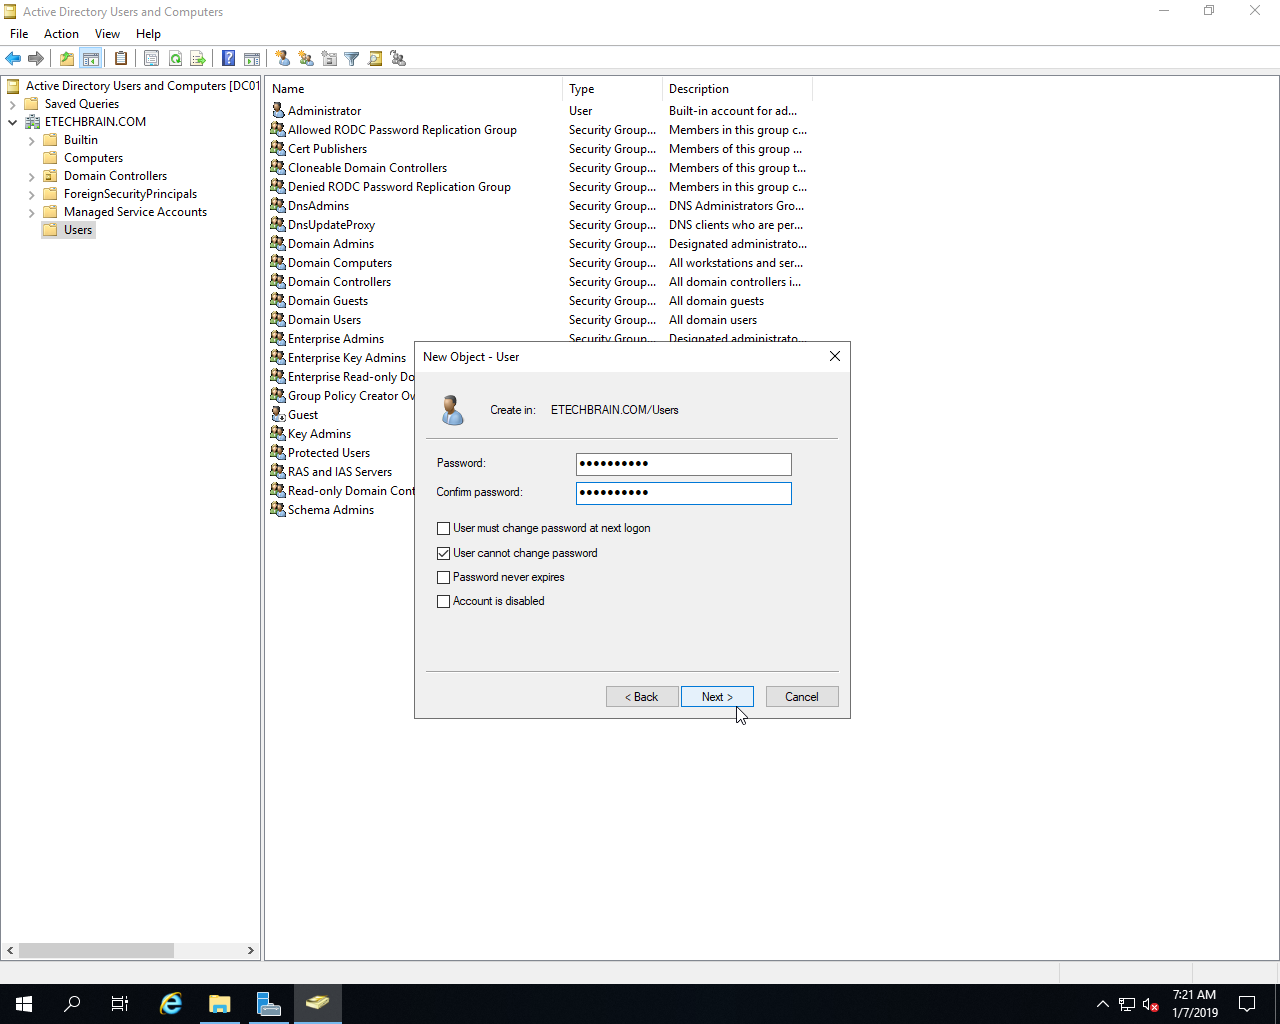 Active Directory Users and Computers
File Action View Help
Active Directory Users and Computers [DC01
Saved Queries
ETECHBRAIN.COM
Builtin
Computers
Domain Controllers
ForeignSecurityPrincipals
Managed Service Accounts
Users
Name Type Description
Administrator User Built-in account for ad...
Allowed RODC Password Replication Group Security Group... Members in this group c...
Cert Publishers Security Group... Members of this group ...
Cloneable Domain Controllers Security Group... Members of this group t...
Denied RODC Password Replication Group Security Group... Members in this group c...
DnsAdmins Security Group... DNS Administrators Gro...
DnsUpdateProxy Security Group... DNS clients who are per...
Domain Admins Security Group... Designated administrato...
Domain Computers Security Group... All workstations and ser...
Domain Controllers Security Group... All domain controllers i...
Domain Guests Security Group... All domain guests
Domain Users Security Group... All domain users
Enterprise Admins Security Group... Designated administrato...
Enterprise Key Admins
Enterprise Read-only Do
Group Policy Creator Ov
Guest
Key Admins
Protected Users
RAS and IAS Servers
Read-only Domain Cont
Schema Admins
New Object - User
Create in: ETECHBRAIN.COM/Users
Password: ●●●●●●●●●●
Confirm password: ●●●●●●●●●●
User must change password at next logon
User cannot change password
Password never expires
Account is disabled
< Back Next > Cancel
7:21 AM
1/7/2019